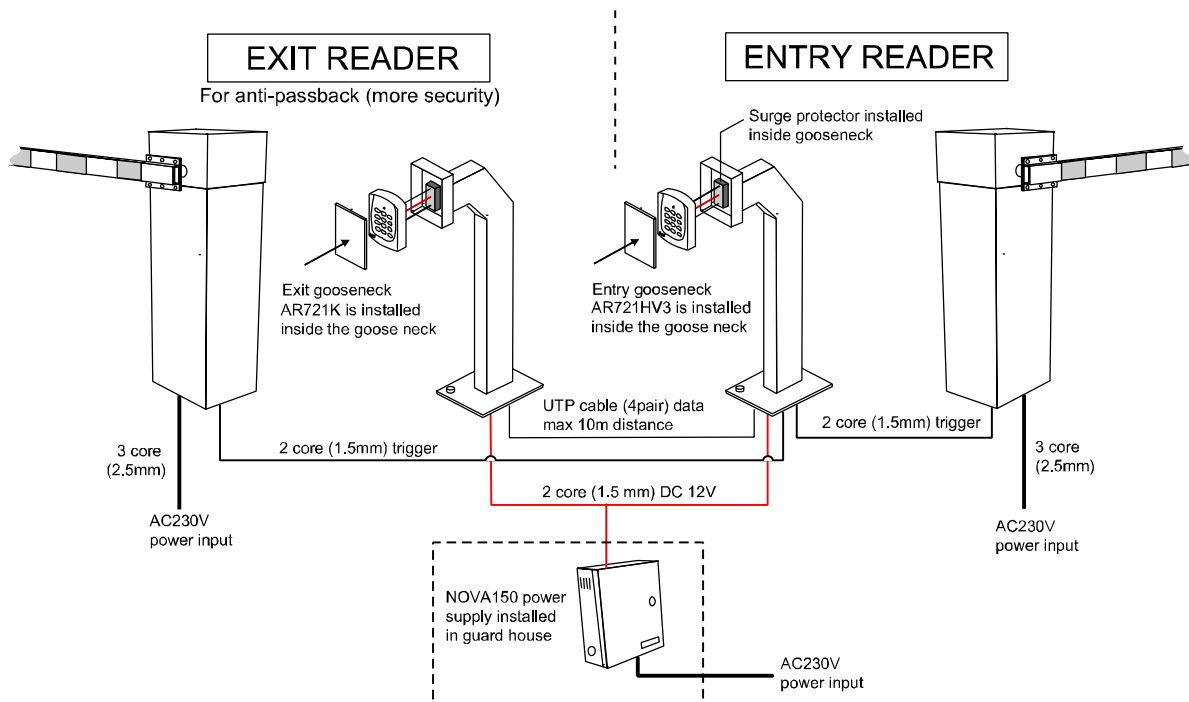 EXIT READER
For anti-passback (more security)
ENTRY READER
Surge protector installed
inside gooseneck
Exit gooseneck
AR721K is installed
inside the goose neck
Entry gooseneck
AR721HV3 is installed
inside the goose neck
UTP cable (4pair) data
max 10m distance
2 core (1.5mm) trigger
2 core (1.5mm) trigger
3 core
(2.5mm)
3 core
(2.5mm)
2 core (1.5 mm) DC 12V
AC230V
power input
AC230V
power input
NOVA150 power
supply installed
in guard house
AC230V
power input